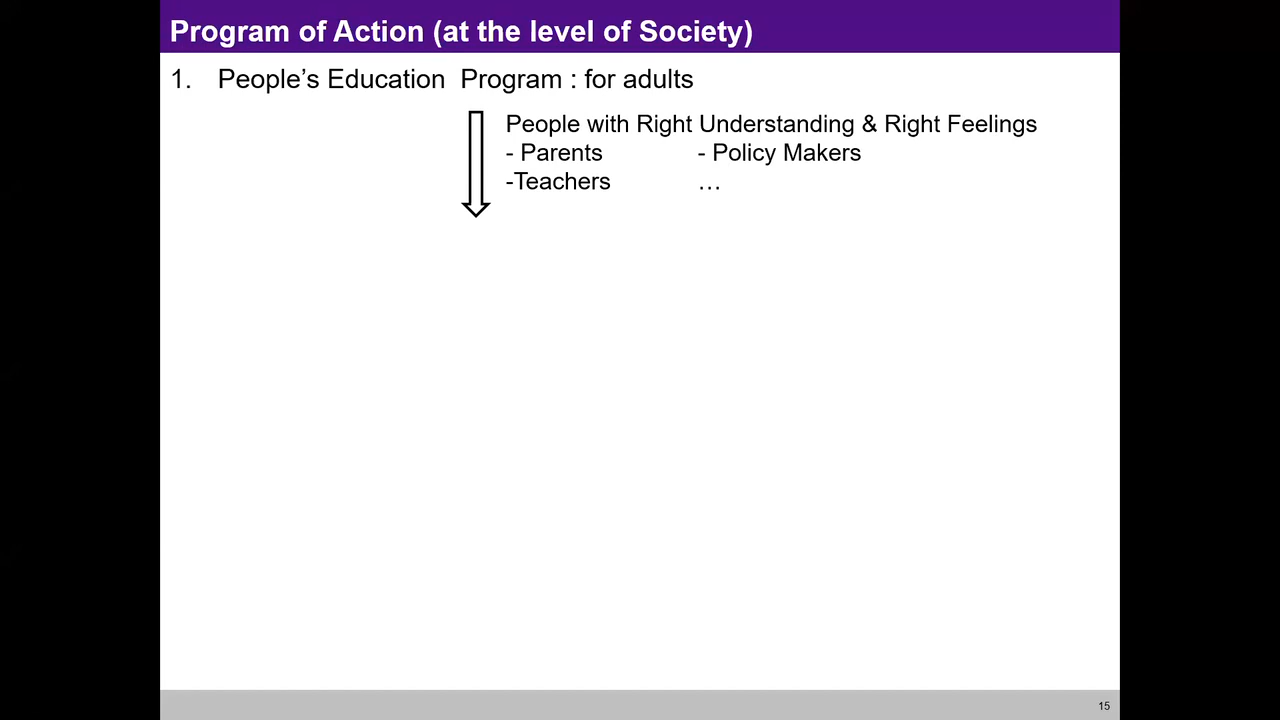 Program of Action (at the level of Society)
1. People’s Education Program : for adults
People with Right Understanding & Right Feelings
- Parents - Policy Makers
-Teachers …
15